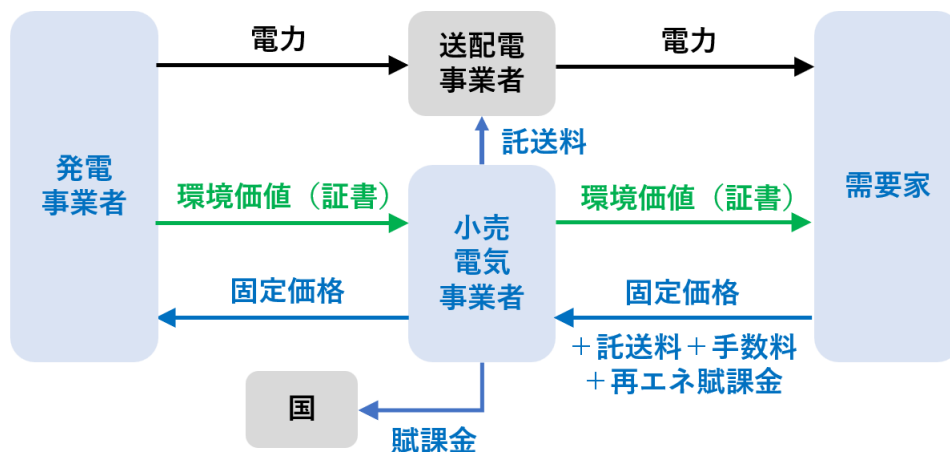 電力
送配電
事業者
電力
託送料
発電
事業者
環境価値（証書）
小売
電気
事業者
環境価値（証書）
需要家
固定価格
固定価格
＋託送料＋手数料
＋再エネ賦課金
国
賦課金